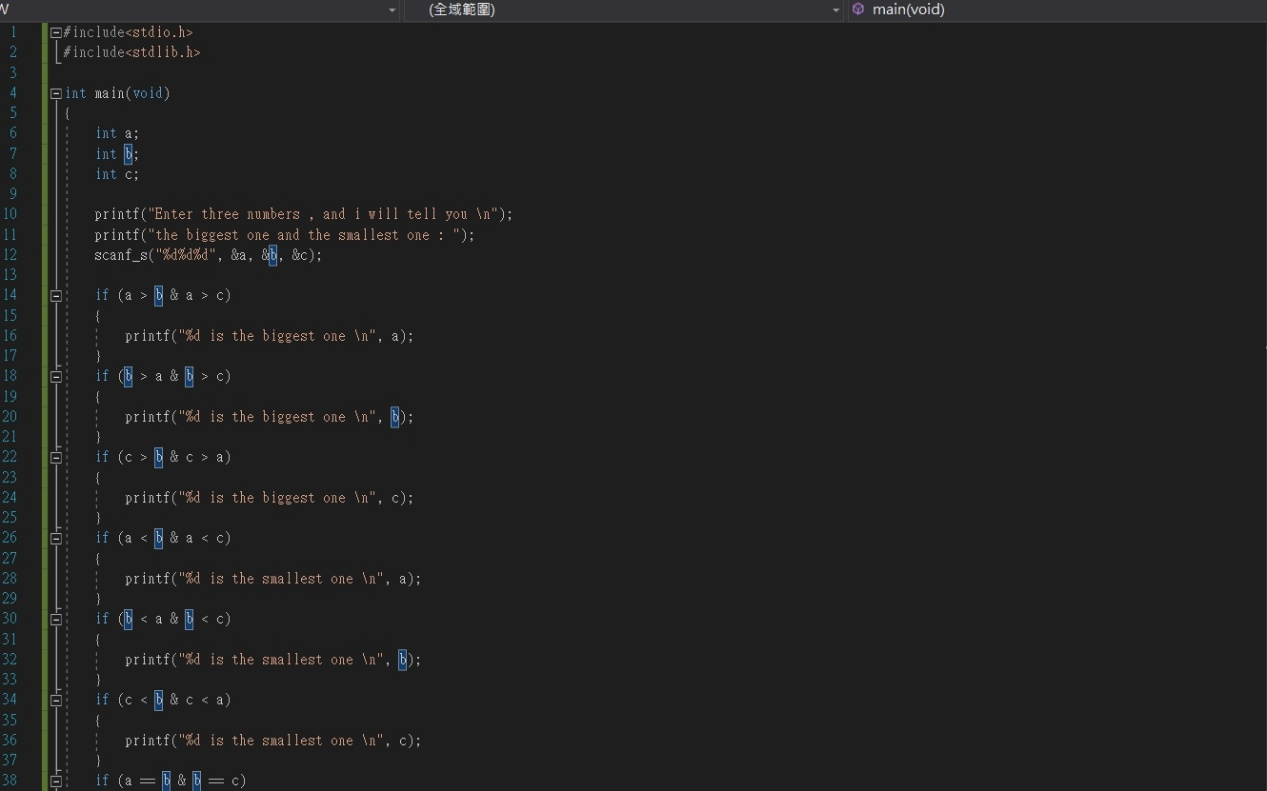 W (全域範圍) main(void)
1 #include<stdio.h>
2 #include<stdlib.h>
3
4 int main(void)
5 {
6 int a;
7 int b;
8 int c;
9
10 printf("Enter three numbers , and i will tell you \n");
11 printf("the biggest one and the smallest one : ");
12 scanf_s("%d%d%d", &a, &b, &c);
13
14 if (a > b & a > c)
15 {
16 printf("%d is the biggest one \n", a);
17 }
18 if (b > a & b > c)
19 {
20 printf("%d is the biggest one \n", b);
21 }
22 if (c > b & c > a)
23 {
24 printf("%d is the biggest one \n", c);
25 }
26 if (a < b & a < c)
27 {
28 printf("%d is the smallest one \n", a);
29 }
30 if (b < a & b < c)
31 {
32 printf("%d is the smallest one \n", b);
33 }
34 if (c < b & c < a)
35 {
36 printf("%d is the smallest one \n", c);
37 }
38 if (a == b & b == c)